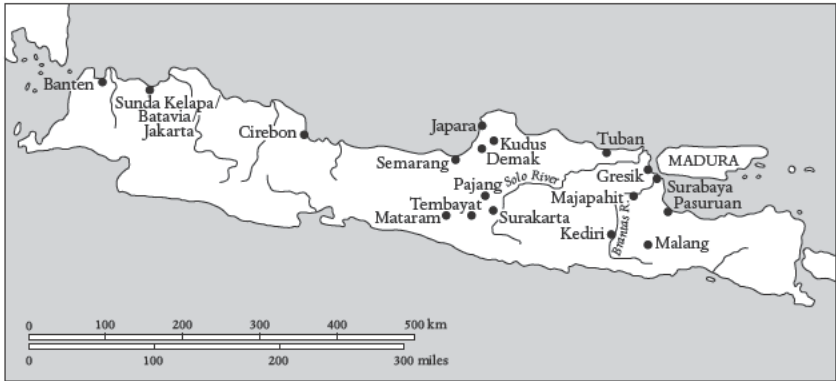 Banten
Sunda Kelapa/
Batavia/
Jakarta
Cirebon
Japara
Kudus
Demak
Semarang
Tuban
MADURA
Gresik
Surabaya
Pasuruan
Solo River
Pajang
Majapahit
Tembayat
Mataram
Surakarta
Kediri
Brantas R.
Malang
0 100 200 300 400 500 km
0 100 200 300 miles